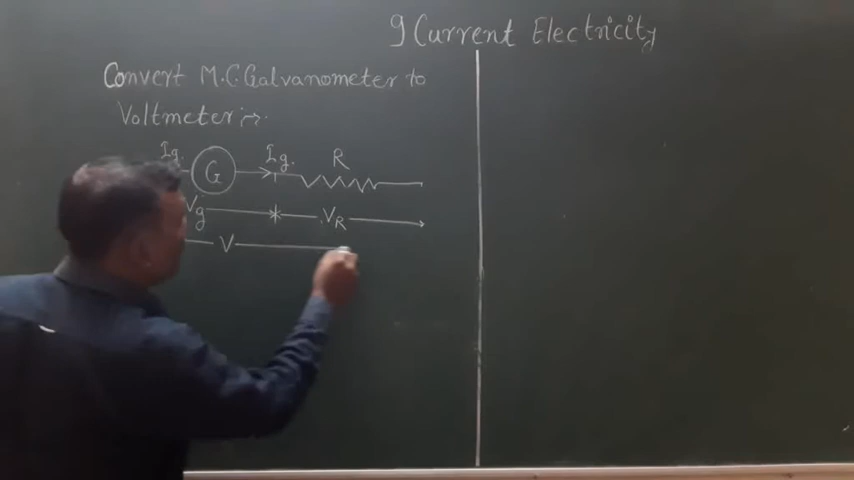 9 Current Electricity
Convert M.C.Galvanometer to
Voltmeter :→.
Ig. G Ig. R
Vg VR
V